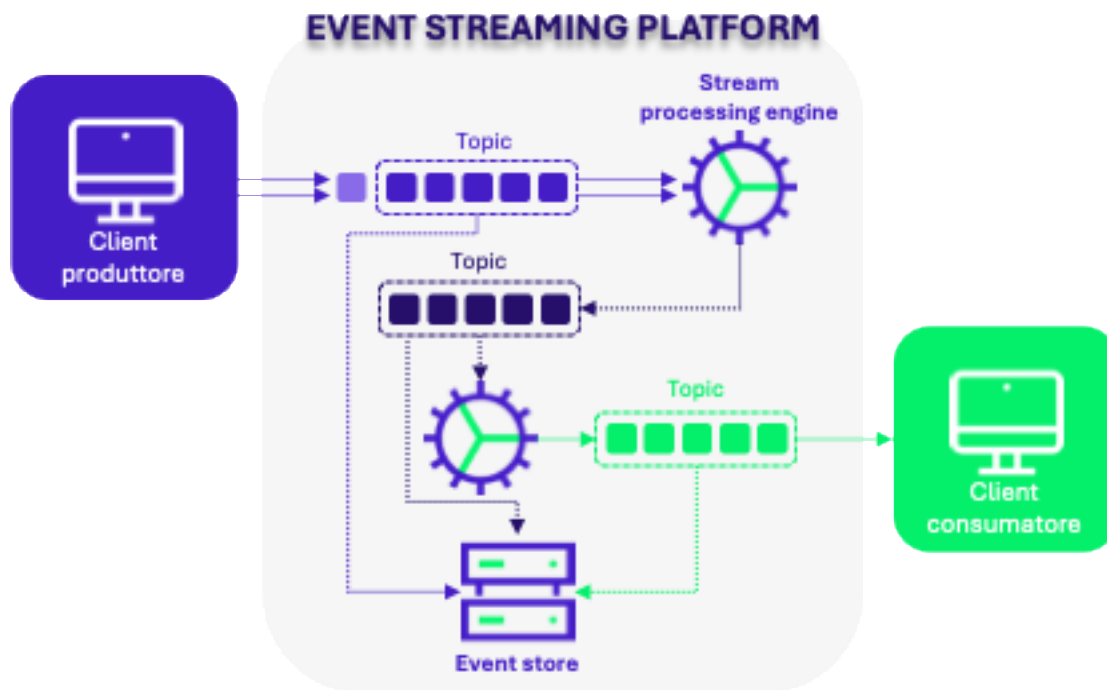 EVENT STREAMING PLATFORM
Stream
processing engine
Topic
Client
produttore
Topic
Topic
Client
consumatore
Event store